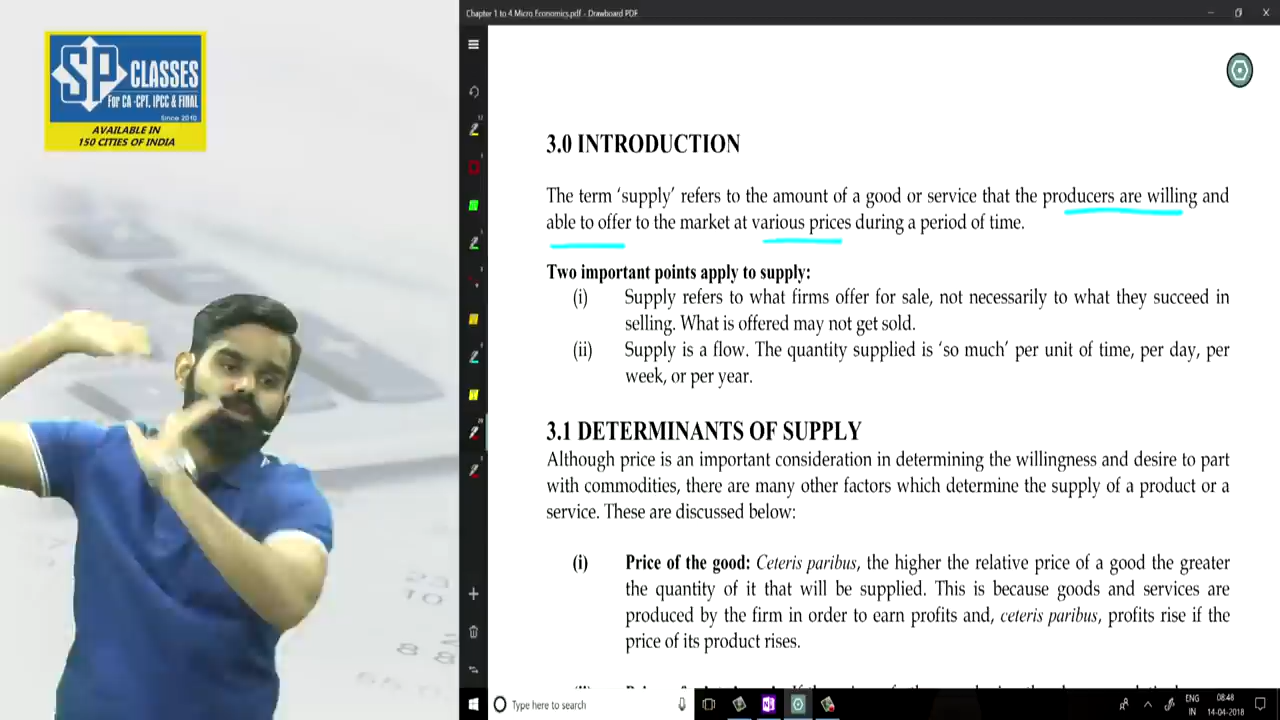 Chapter 1 to 4 Micro Economics.pdf - Drawboard PDF
SP CLASSES
For CA -CPT, IPCC & FINAL
Since 2010
AVAILABLE IN
150 CITIES OF INDIA
3.0 INTRODUCTION
The term ‘supply’ refers to the amount of a good or service that the producers are willing and
able to offer to the market at various prices during a period of time.
Two important points apply to supply:
(i) Supply refers to what firms offer for sale, not necessarily to what they succeed in
selling. What is offered may not get sold.
(ii) Supply is a flow. The quantity supplied is ‘so much’ per unit of time, per day, per
week, or per year.
3.1 DETERMINANTS OF SUPPLY
Although price is an important consideration in determining the willingness and desire to part
with commodities, there are many other factors which determine the supply of a product or a
service. These are discussed below:
(i) Price of the good: Ceteris paribus, the higher the relative price of a good the greater
the quantity of it that will be supplied. This is because goods and services are
produced by the firm in order to earn profits and, ceteris paribus, profits rise if the
price of its product rises.
Type here to search
ENG
IN
08:46
14-04-2018